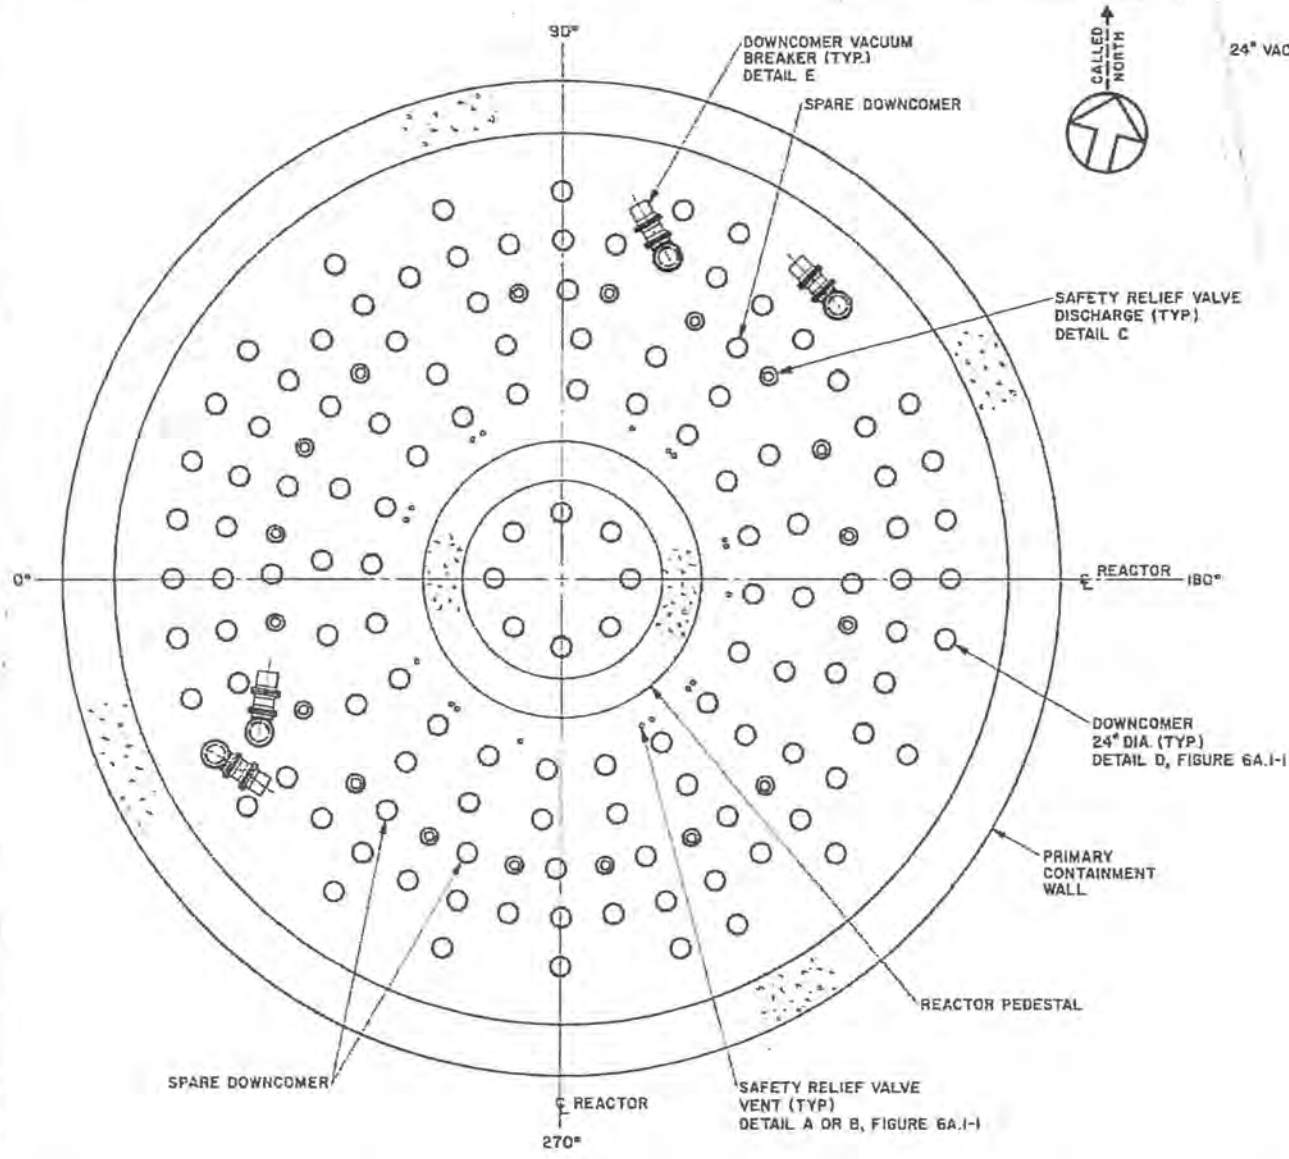 90°
DOWNCOMER VACUUM
BREAKER (TYP.)
DETAIL E
SPARE DOWNCOMER
CALLED
NORTH
24" VAC
SAFETY RELIEF VALVE
DISCHARGE (TYP.)
DETAIL C
0°
℄ REACTOR
180°
DOWNCOMER
24" DIA. (TYP.)
DETAIL D, FIGURE 6A.1-1
PRIMARY
CONTAINMENT
WALL
REACTOR PEDESTAL
SPARE DOWNCOMER
℄ REACTOR
270°
SAFETY RELIEF VALVE
VENT (TYP)
DETAIL A OR B, FIGURE 6A.1-1